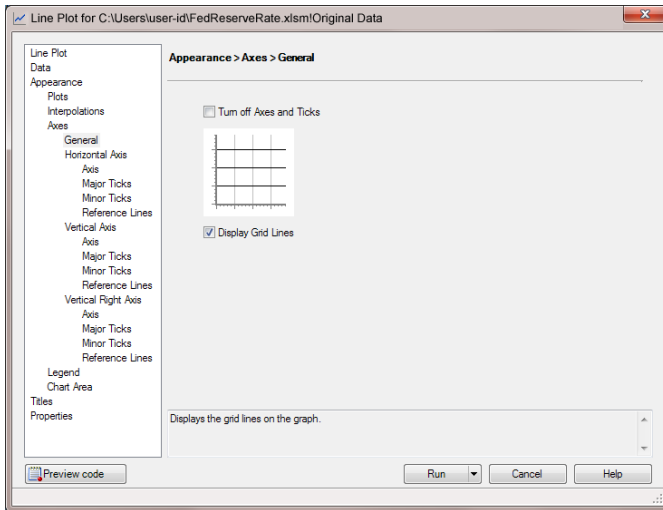 Line Plot for C:\Users\user-id\FedReserveRate.xlsm!Original Data
Line Plot
Data
Appearance
Plots
Interpolations
Axes
General
Horizontal Axis
Axis
Major Ticks
Minor Ticks
Reference Lines
Vertical Axis
Axis
Major Ticks
Minor Ticks
Reference Lines
Vertical Right Axis
Axis
Major Ticks
Minor Ticks
Reference Lines
Legend
Chart Area
Titles
Properties
Appearance > Axes > General
Turn off Axes and Ticks
Display Grid Lines
Displays the grid lines on the graph.
Preview code
Run
Cancel
Help